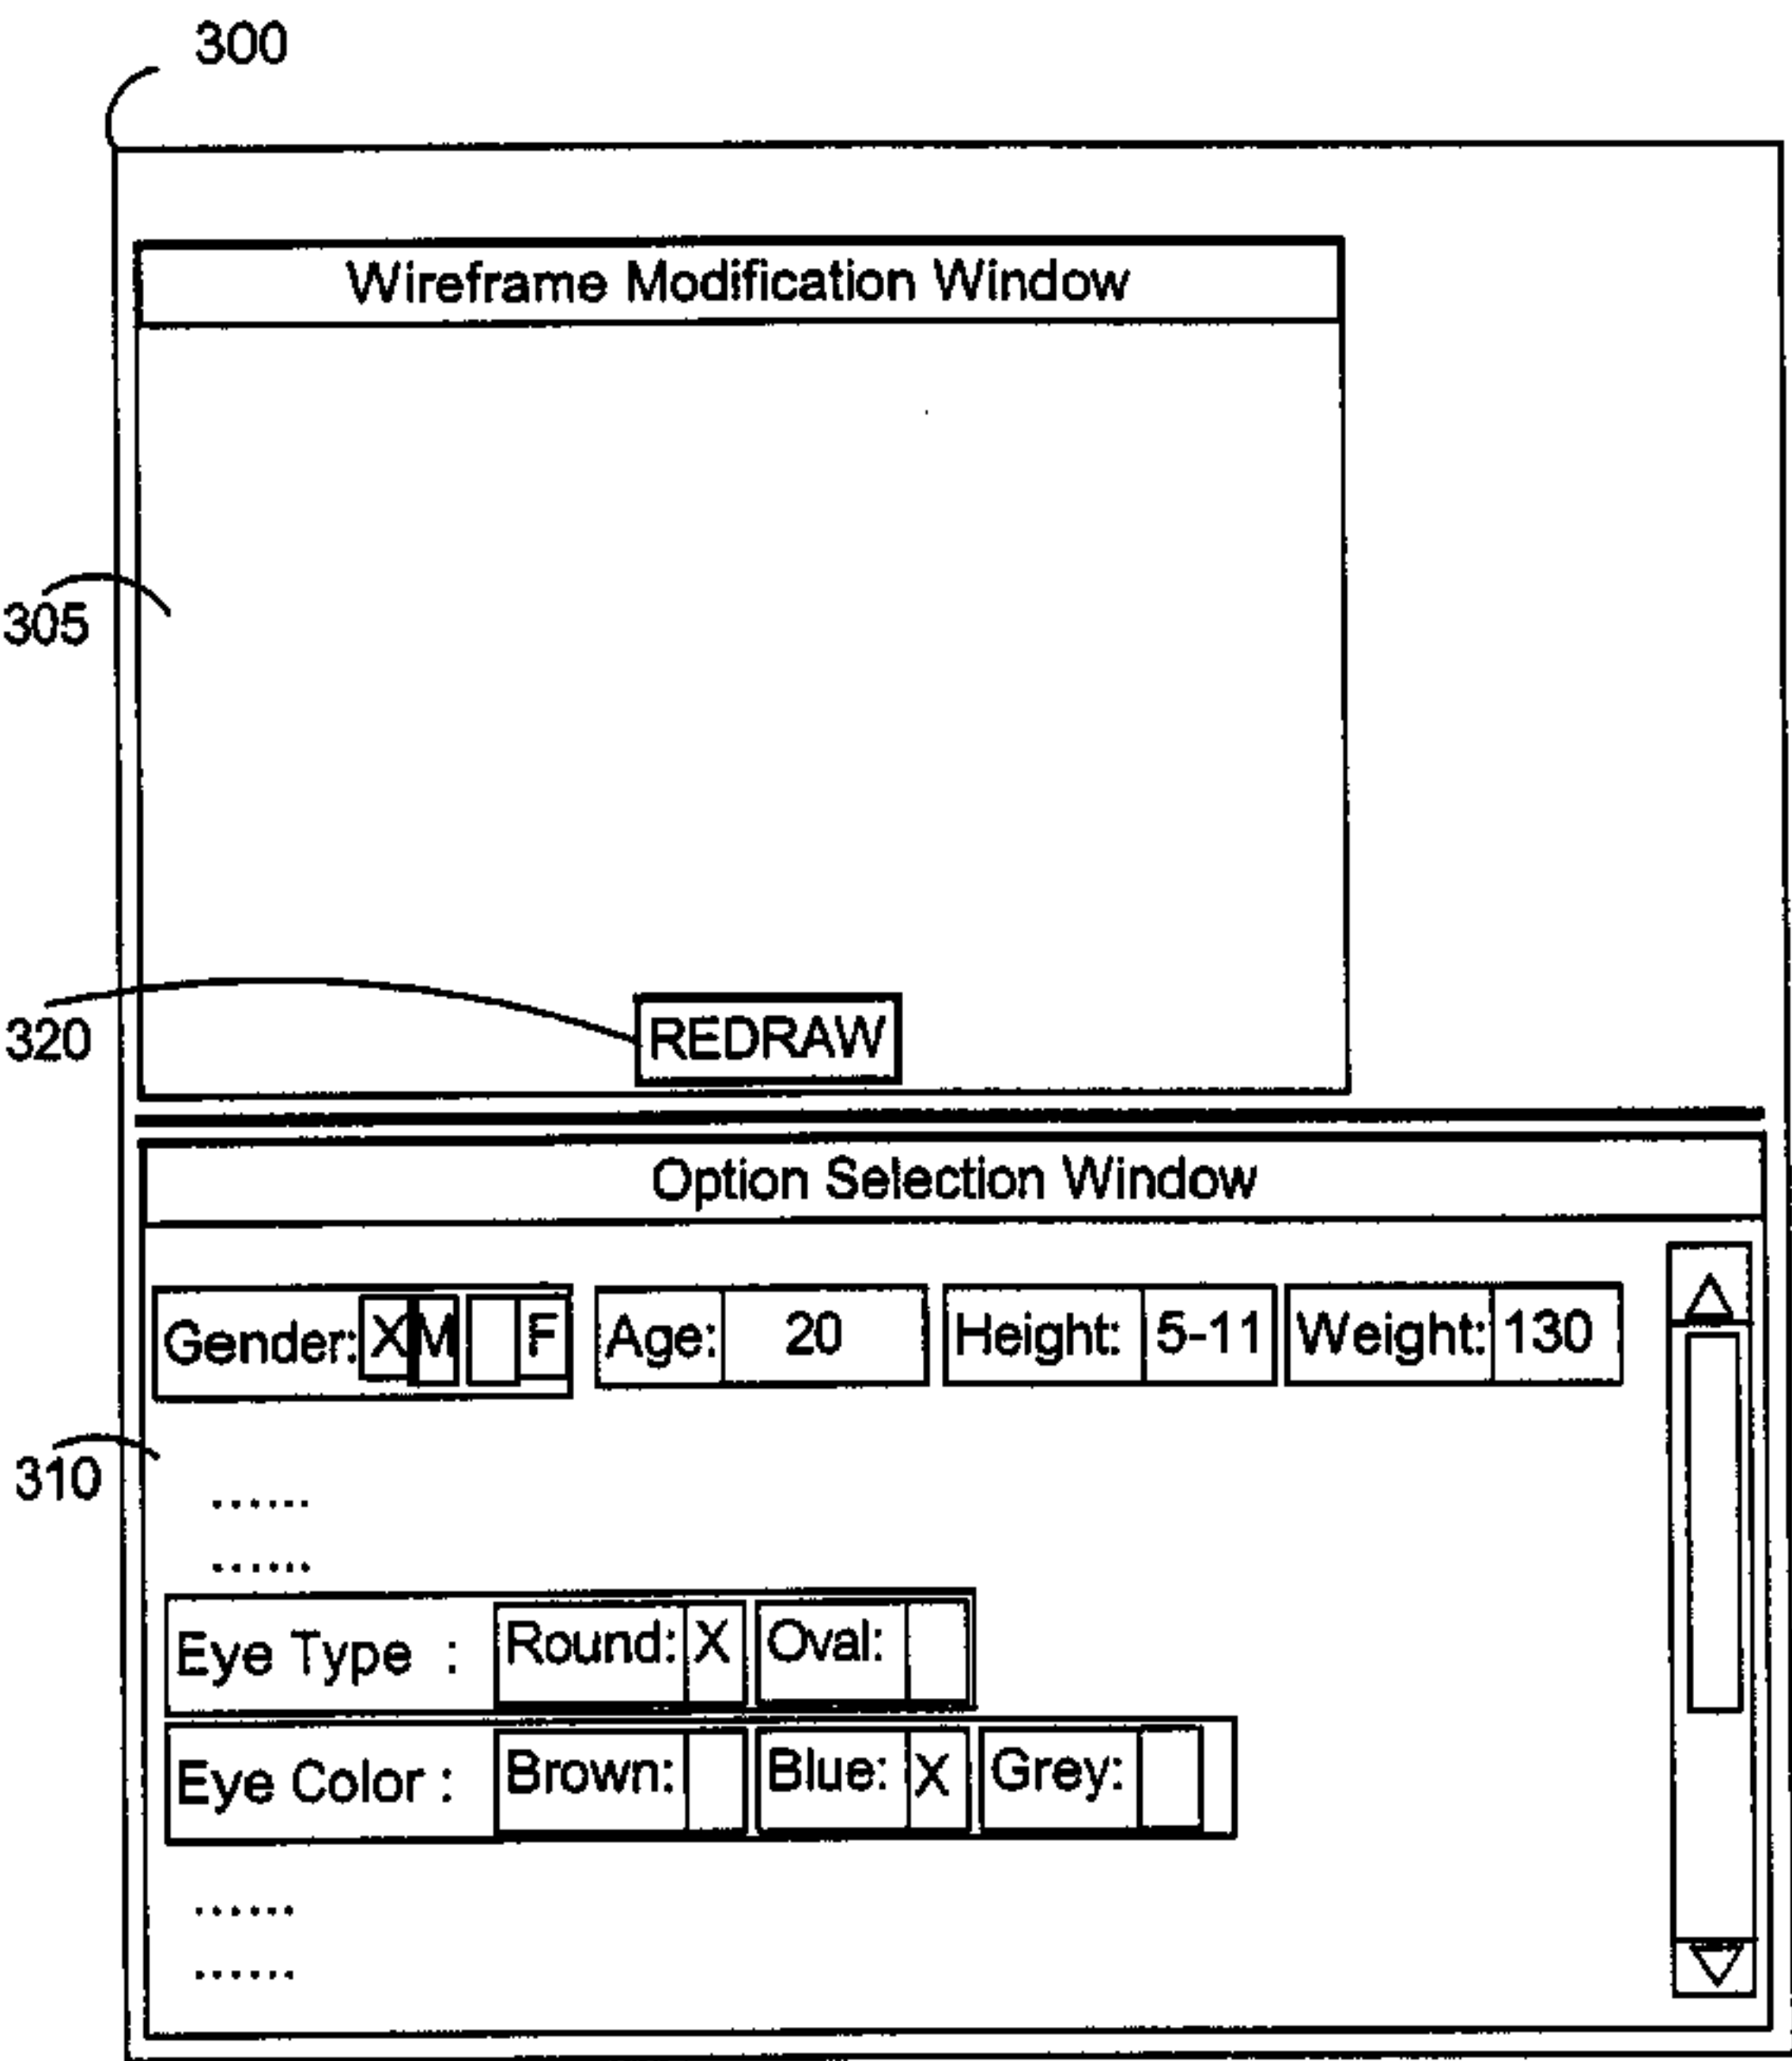 300
Wireframe Modification Window
305
320
REDRAW
Option Selection Window
Gender: X M F Age: 20 Height: 5-11 Weight: 130
310
......
......
Eye Type : Round: X Oval:
Eye Color : Brown: Blue: X Grey:
......
......